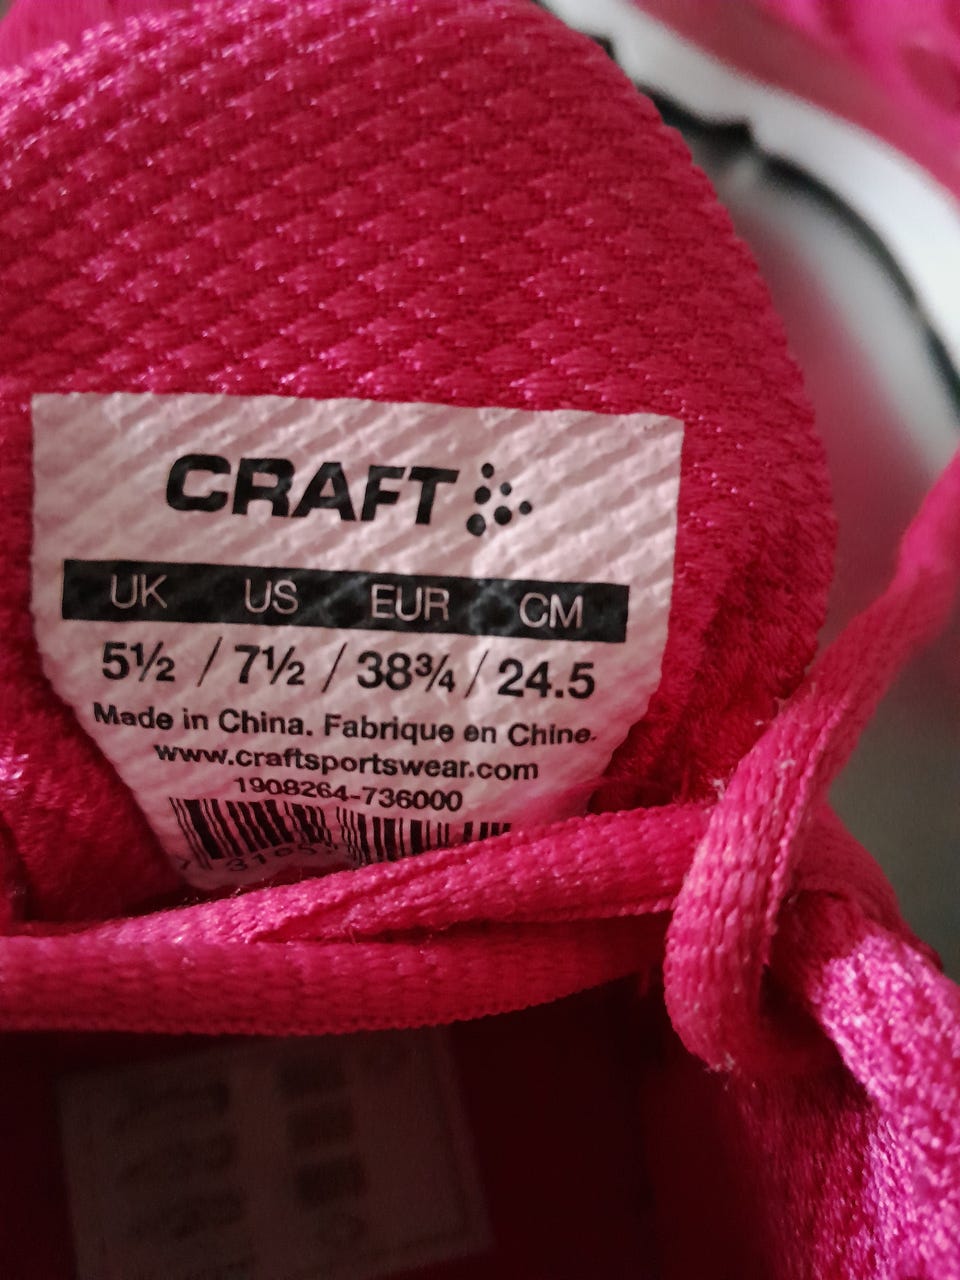 CRAFT
UK US EUR CM
5½ / 7½ / 38¾ / 24.5
Made in China. Fabrique en Chine.
www.craftsportswear.com
1908264-736000